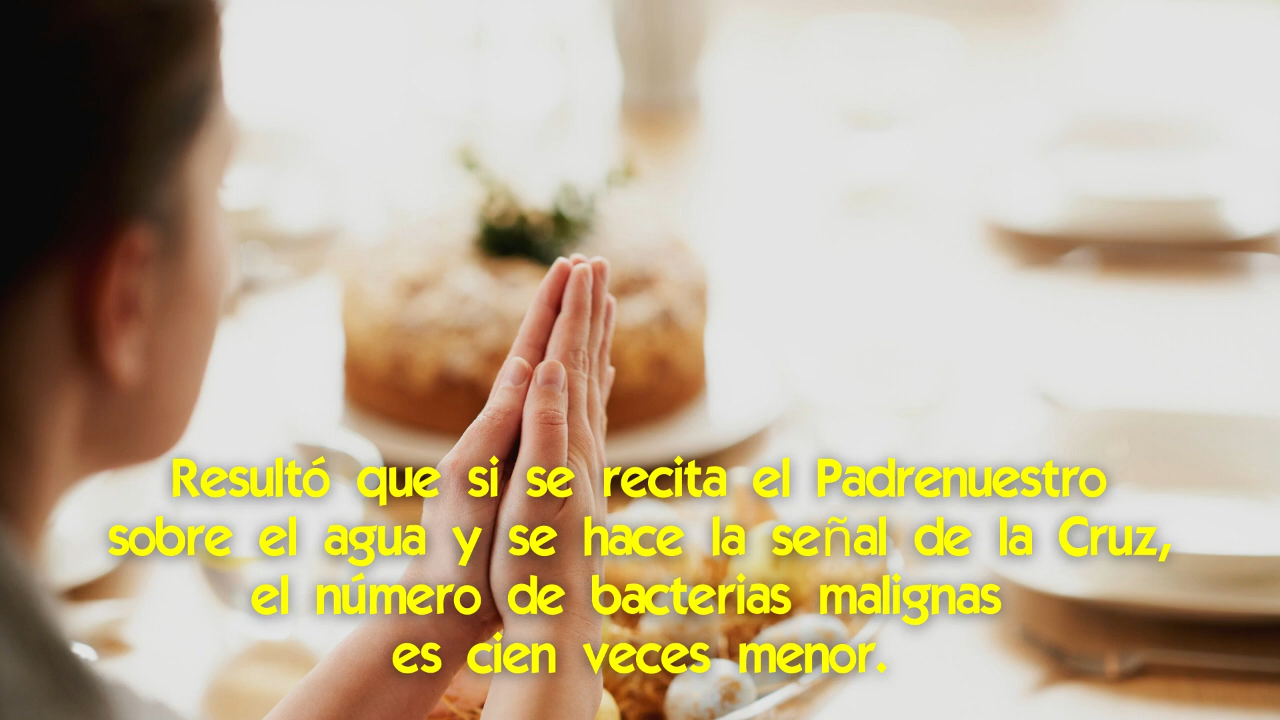 Resultó que si se recita el Padrenuestro
sobre el agua y se hace la señal de la Cruz,
el número de bacterias malignas
es cien veces menor.